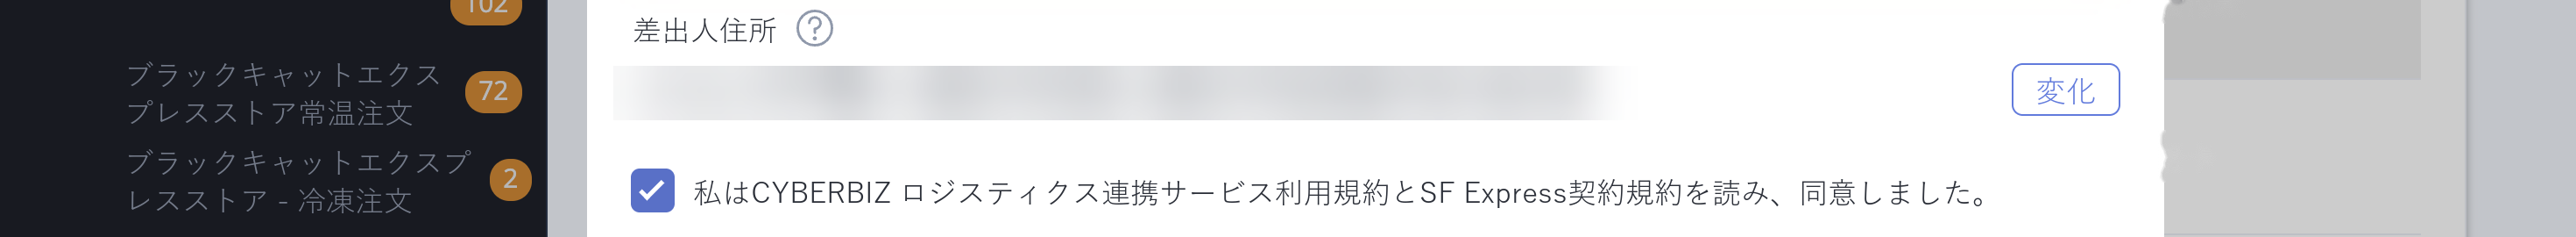 102
ブラックキャットエクス
プレスストア常温注文
72
ブラックキャットエクスプ
レスストア - 冷凍注文
2
差出人住所 ?
変化
私はCYBERBIZ ロジスティクス連携サービス利用規約とSF Express契約規約を読み、同意しました。